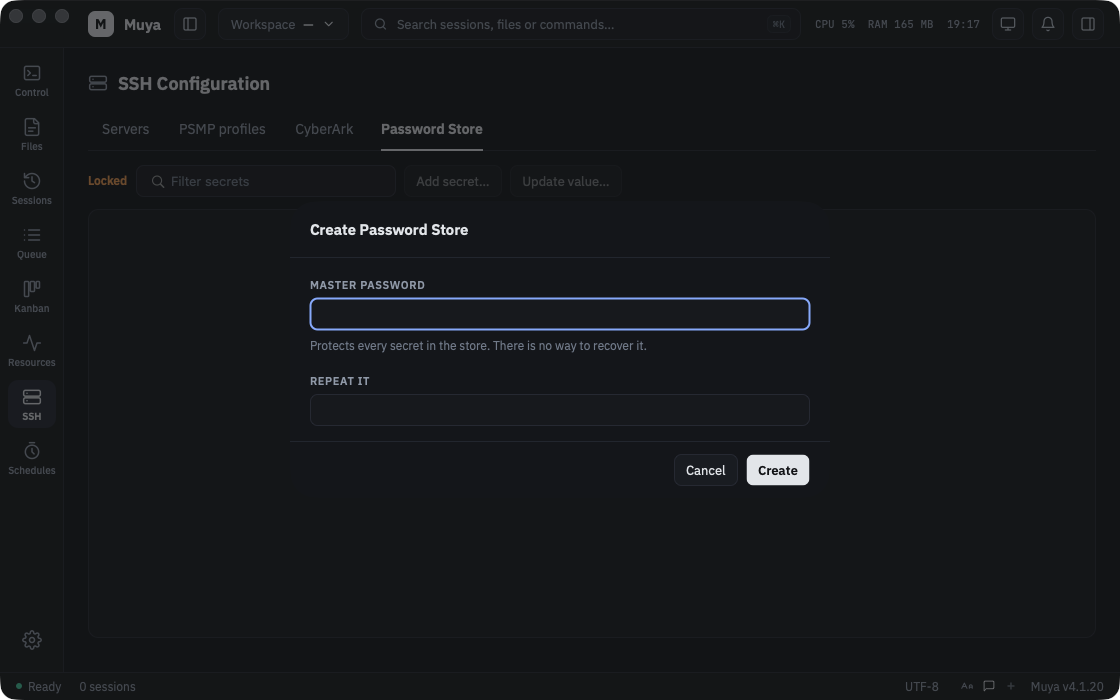 M Muya Workspace — Search sessions, files or commands... ⌘K CPU 5% RAM 165 MB 19:17
Control
Files
Sessions
Queue
Kanban
Resources
SSH
Schedules
SSH Configuration
Servers PSMP profiles CyberArk Password Store
Locked Filter secrets Add secret... Update value...
Create Password Store
MASTER PASSWORD
Protects every secret in the store. There is no way to recover it.
REPEAT IT
Cancel Create
Ready 0 sessions UTF-8 Aʙ + Muya v4.1.20